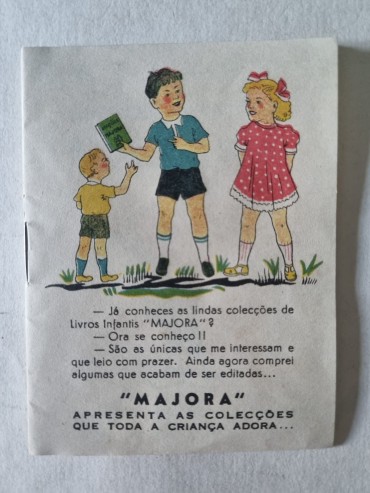 — Já conheces as lindas colecções de
Livros Infantis "MAJORA"?
— Ora se conheço!!
— São as únicas que me interessam e
que leio com prazer. Ainda agora comprei
algumas que acabam de ser editadas...
"MAJORA"
APRESENTA AS COLECÇÕES
QUE TODA A CRIANÇA ADORA...